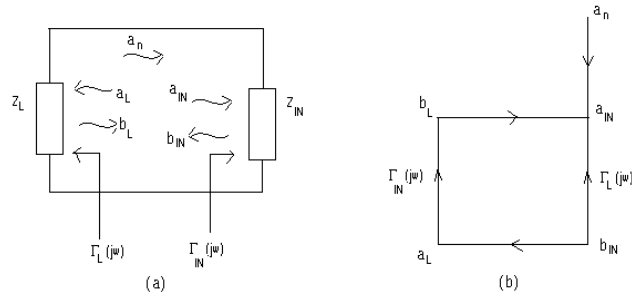 a_n
Z_L
a_L
b_L
a_IN
b_IN
Z_IN
Γ_L(jw)
Γ_IN(jw)
(a)
a_n
b_L
a_IN
Γ_IN(jw)
Γ_L(jw)
a_L
b_IN
(b)